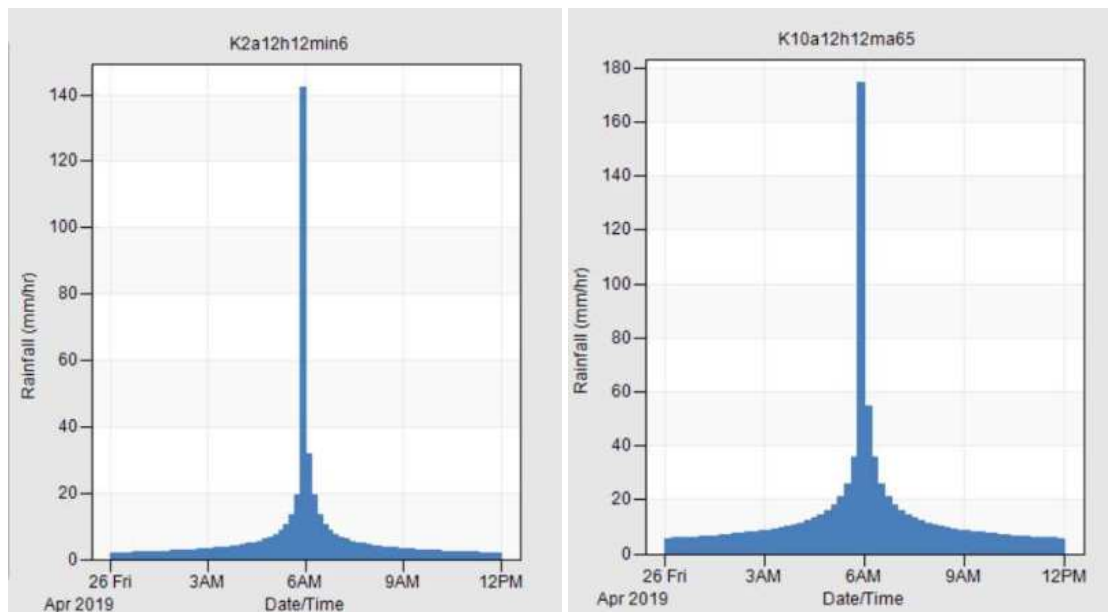 K2a12h12min6
140
120
100
80
60
40
20
0
Rainfall (mm/hr)
26 Fri 3AM 6AM 9AM 12PM
Apr 2019 Date/Time
K10a12h12ma65
180
160
140
120
100
80
60
40
20
0
Rainfall (mm/hr)
26 Fri 3AM 6AM 9AM 12PM
Apr 2019 Date/Time